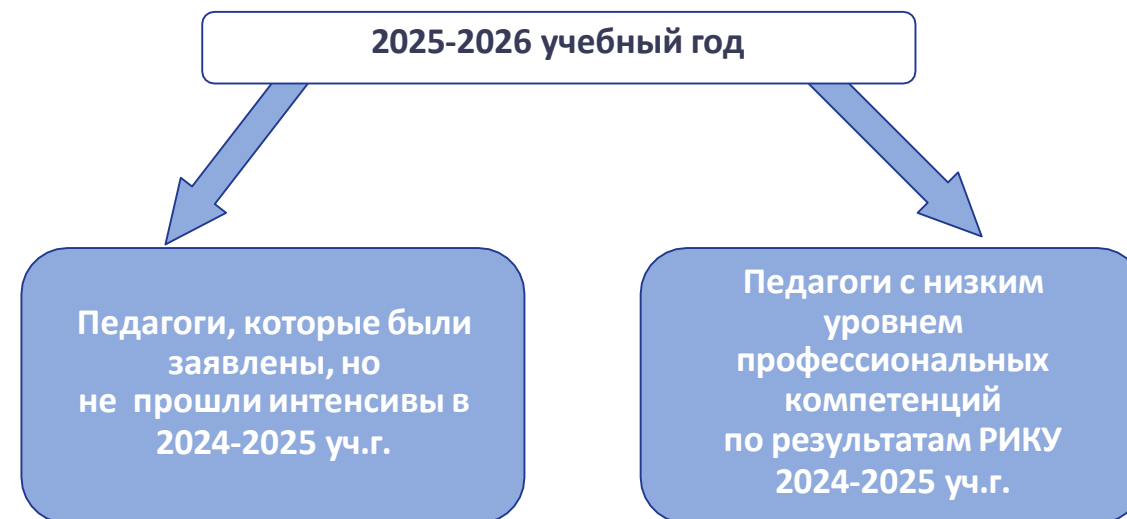 2025-2026 учебный год
Педагоги, которые были
заявлены, но
не прошли интенсивы в
2024-2025 уч.г.
Педагоги с низким
уровнем
профессиональных
компетенций
по результатам РИКУ
2024-2025 уч.г.